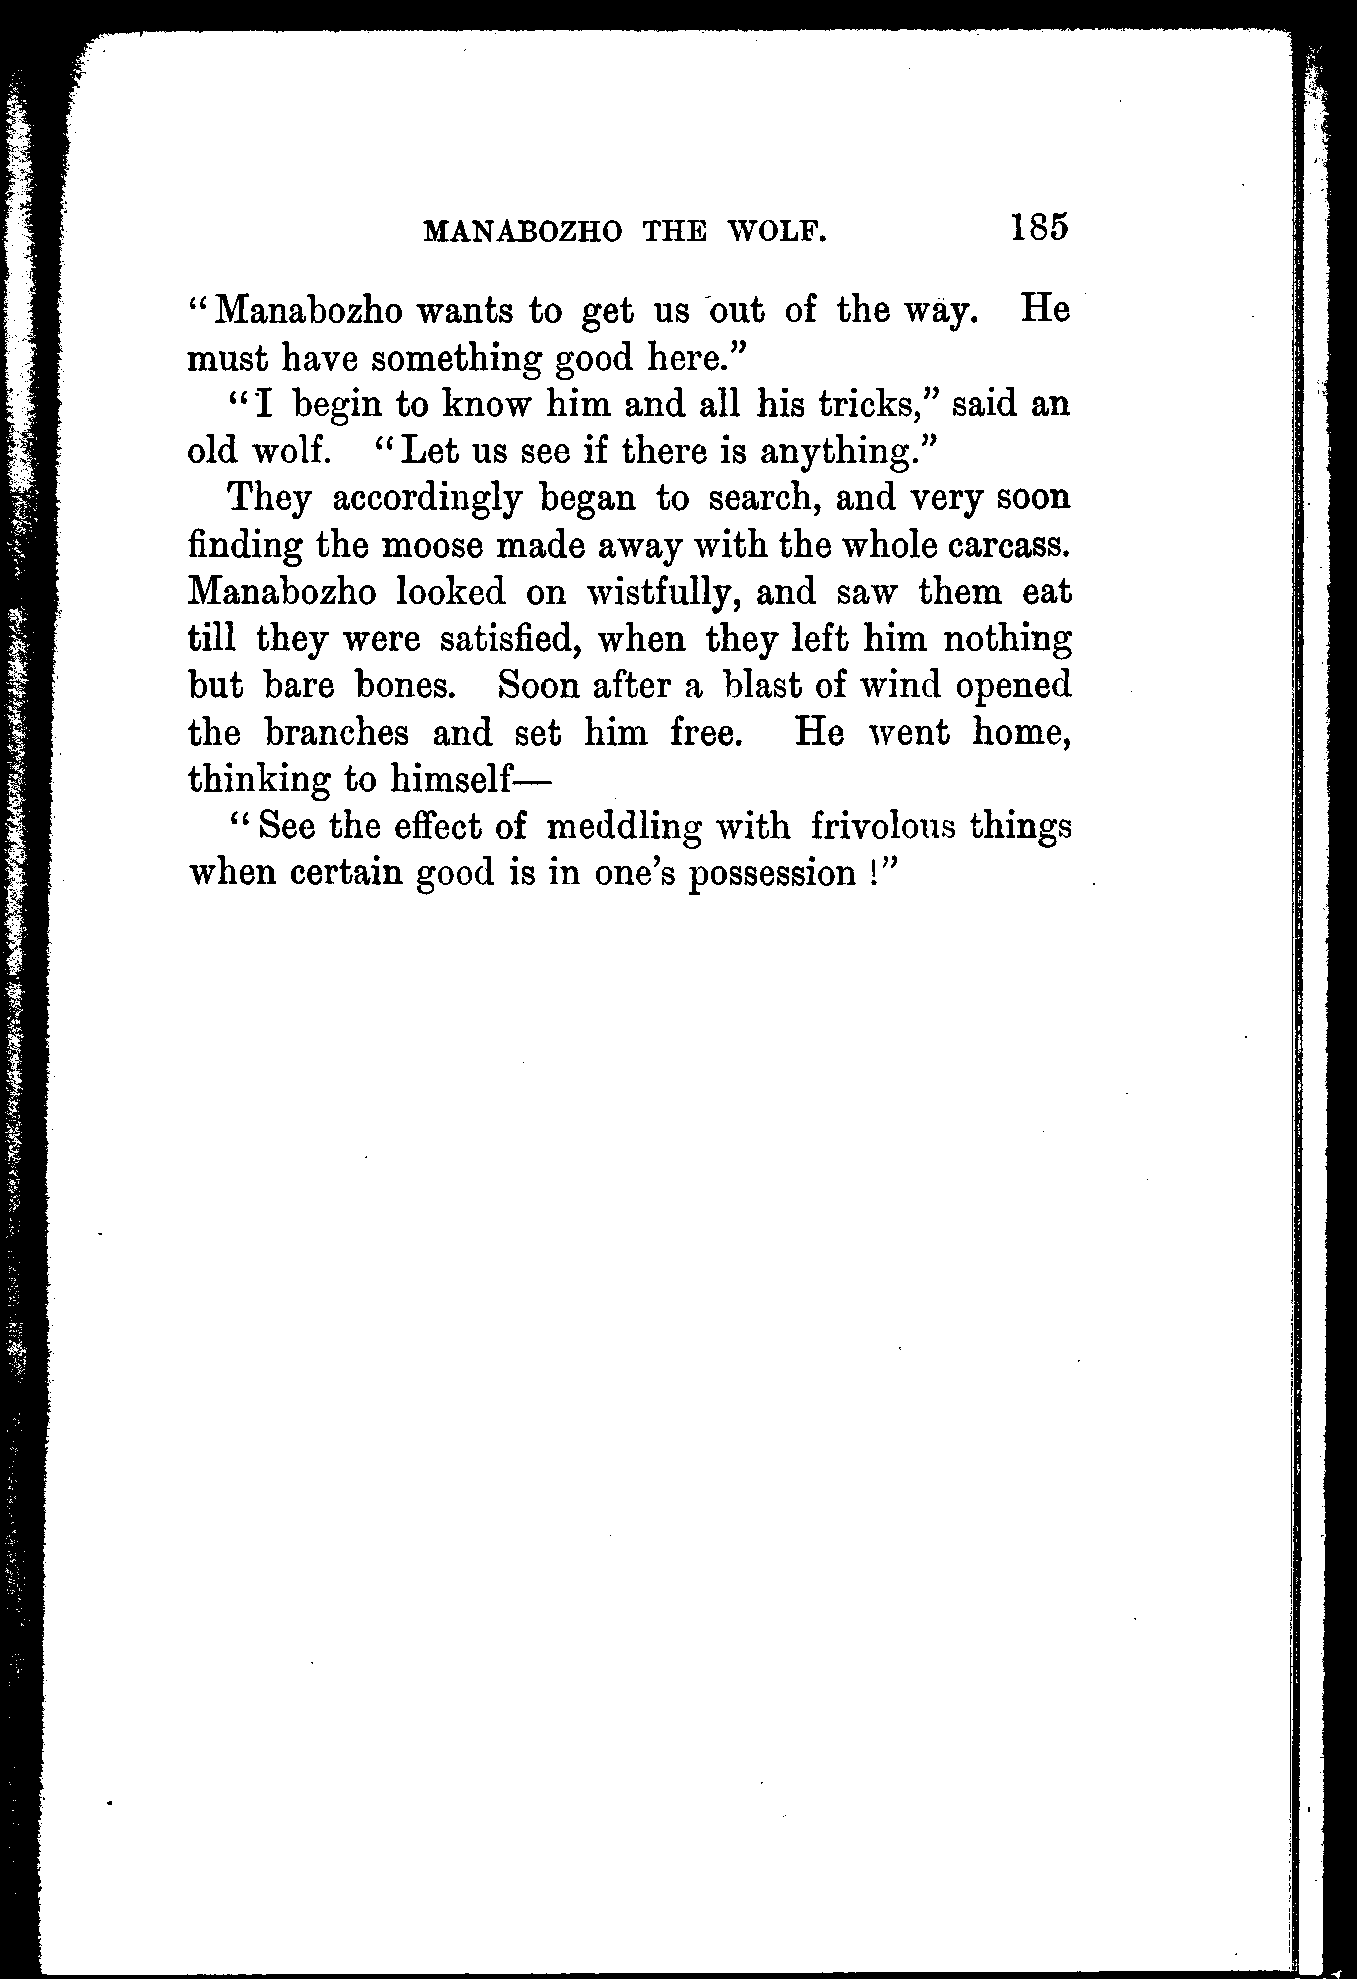 MANABOZHO THE WOLF. 185
"Manabozho wants to get us out of the way. He
must have something good here."
"I begin to know him and all his tricks," said an
old wolf. "Let us see if there is anything."
They accordingly began to search, and very soon
finding the moose made away with the whole carcass.
Manabozho looked on wistfully, and saw them eat
till they were satisfied, when they left him nothing
but bare bones. Soon after a blast of wind opened
the branches and set him free. He went home,
thinking to himself—
"See the effect of meddling with frivolous things
when certain good is in one's possession !"